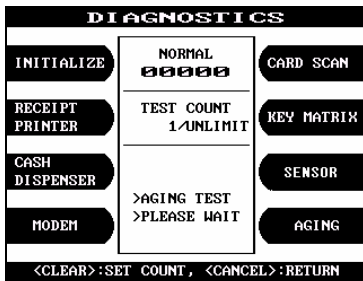 DIAGNOSTICS
INITIALIZE
NORMAL
00000
CARD SCAN
RECEIPT
PRINTER
TEST COUNT
1/UNLIMIT
KEY MATRIX
CASH
DISPENSER
SENSOR
>AGING TEST
>PLEASE WAIT
MODEM
AGING
<CLEAR>:SET COUNT, <CANCEL>:RETURN